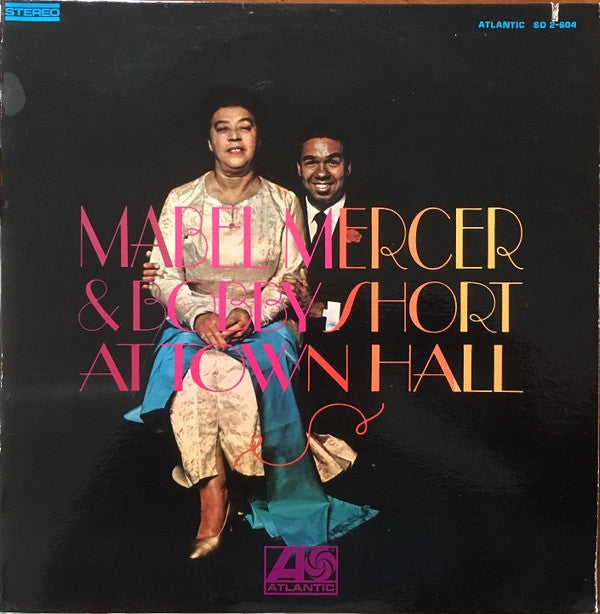 STEREO
ATLANTIC SD 2-604
MABEL MERCER
& BOBBY SHORT
AT TOWN HALL
ATLANTIC